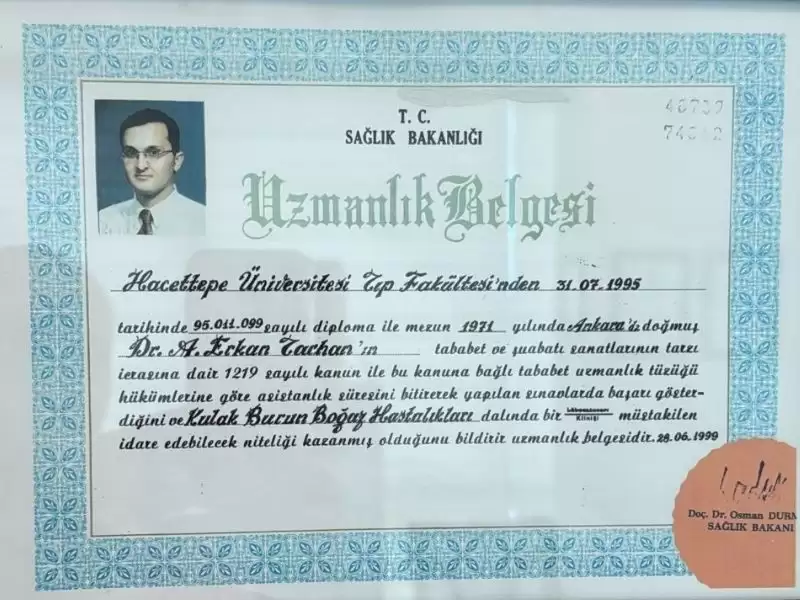 T. C.
SAĞLIK BAKANLIĞI
Uzmanlık Belgesi
Hacettepe Üniversitesi Tıp Fakültesi'nden 31.07.1995
tarihinde 95.011.099 sayılı diploma ile mezun 1971 yılında Ankara'da doğmuş
Dr. A. Erkan Tarhan'ın tababet ve şuabatı sanatlarının tarzı
icrasına dair 1219 sayılı kanun ile bu kanuna bağlı tababet uzmanlık tüzüğü
hükümlerine göre asistanlık süresini bitirerek yapılan sınavlarda başarı göster-
diğini ve Kulak Burun Boğaz Hastalıkları dalında bir Lâboratuvarı Kliniği müstakilen
idare edebilecek niteliği kazanmış olduğunu bildirir uzmanlık belgesidir. 28.06.1999
Doç. Dr. Osman DURM
SAĞLIK BAKANI